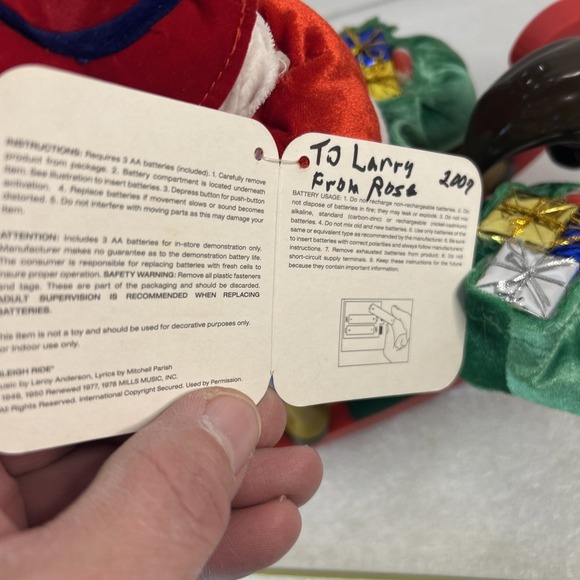 INSTRUCTIONS: Requires 3 AA batteries (included). 1. Carefully remove
product from package. 2. Battery compartment is located underneath
item. See illustration to insert batteries. 3. Depress button for push-button
activation. 4. Replace batteries if movement slows or sound becomes
distorted. 5. Do not interfere with moving parts as this may damage your
item.
ATTENTION: Includes 3 AA batteries for in-store demonstration only.
Manufacturer makes no guarantee as to the demonstration battery life.
The consumer is responsible for replacing batteries with fresh cells to
nsure proper operation. SAFETY WARNING: Remove all plastic fasteners
and tags. These are part of the packaging and should be discarded.
ADULT SUPERVISION IS RECOMMENDED WHEN REPLACING
BATTERIES.
This item is not a toy and should be used for decorative purposes only.
or indoor use only.
SLEIGH RIDE"
usic by Leroy Anderson, Lyrics by Mitchell Parish
1948, 1950 Renewed 1977, 1978 MILLS MUSIC, INC.
All Rights Reserved. International Copyright Secured. Used by Permission.
To Larry
From Rose 2007
BATTERY USAGE: 1. Do not recharge non-rechargeable batteries. 2. Do
not dispose of batteries in fire; they may leak or explode. 3. Do not mix
alkaline, standard (carbon-zinc) or rechargeable (nickel-cadmium)
batteries. 4. Do not mix old and new batteries. 5. Use only batteries of the
same or equivalent type as recommended by the manufacturer. 6. Be sure
to insert batteries with correct polarities and always follow manufacturers'
instructions. 7. Remove exhausted batteries from product. 8. Do not
short-circuit supply terminals. 9. Keep these instructions for the future
because they contain important information.